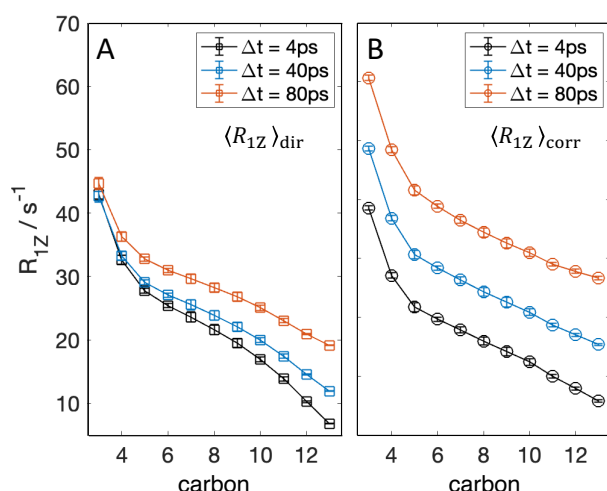 A
Δt = 4ps
Δt = 40ps
Δt = 80ps
⟨R1Z⟩dir
B
Δt = 4ps
Δt = 40ps
Δt = 80ps
⟨R1Z⟩corr
R1Z / s-1
70
60
50
40
30
20
10
4 6 8 10 12
carbon
4 6 8 10 12
carbon